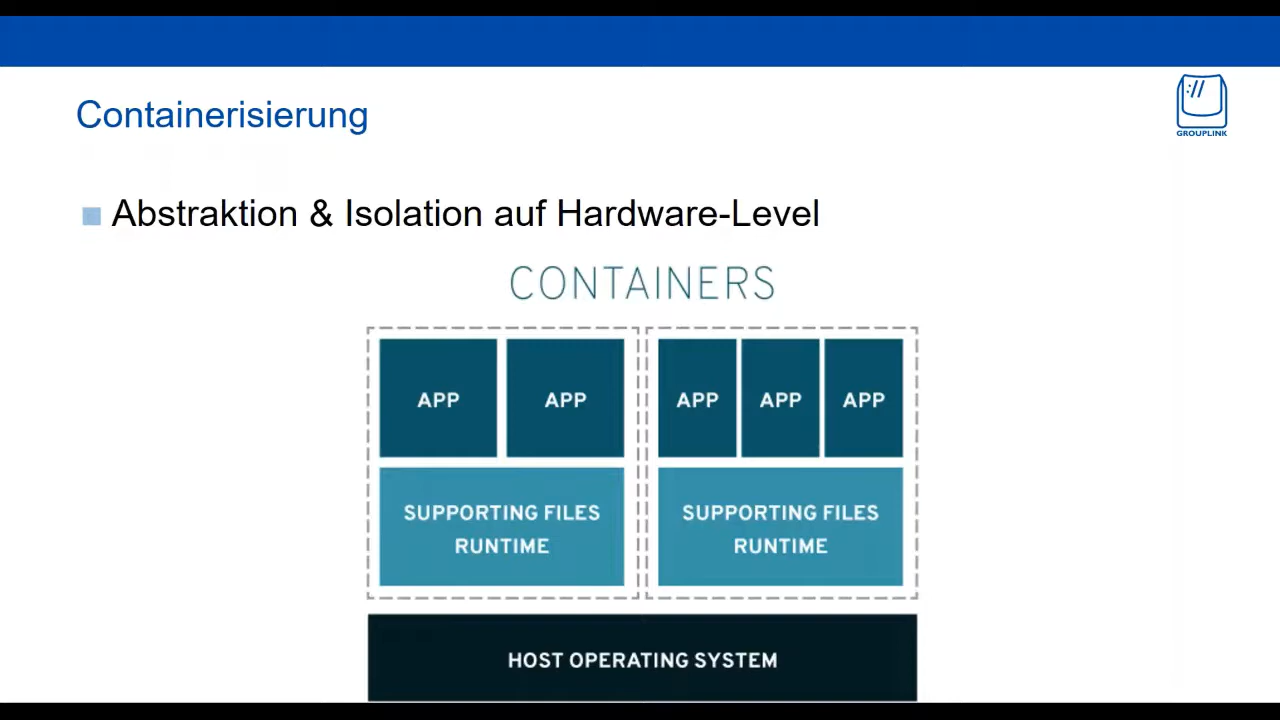 ://
GROUPLINK
Containerisierung
Abstraktion & Isolation auf Hardware-Level
CONTAINERS
APP
APP
APP
APP
APP
SUPPORTING FILES
RUNTIME
SUPPORTING FILES
RUNTIME
HOST OPERATING SYSTEM